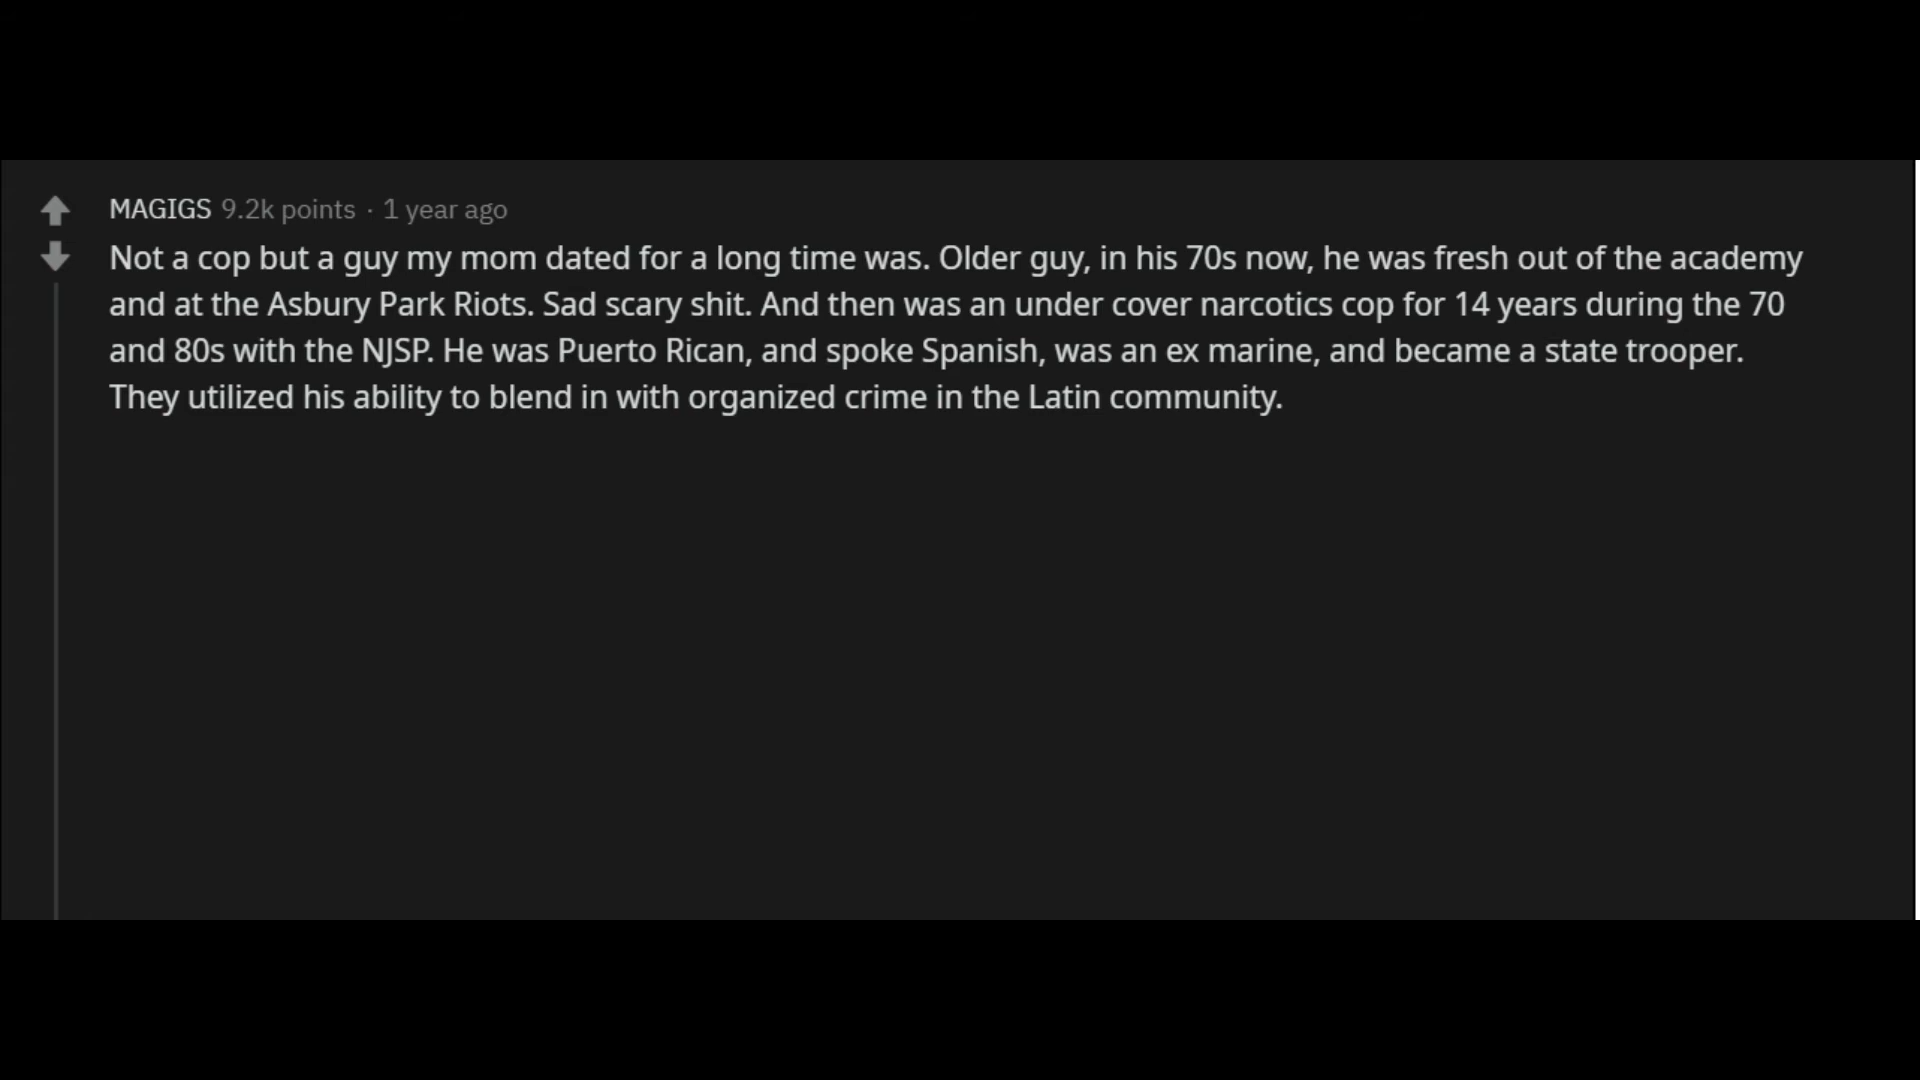 MAGIGS 9.2k points · 1 year ago
Not a cop but a guy my mom dated for a long time was. Older guy, in his 70s now, he was fresh out of the academy
and at the Asbury Park Riots. Sad scary shit. And then was an under cover narcotics cop for 14 years during the 70
and 80s with the NJSP. He was Puerto Rican, and spoke Spanish, was an ex marine, and became a state trooper.
They utilized his ability to blend in with organized crime in the Latin community.